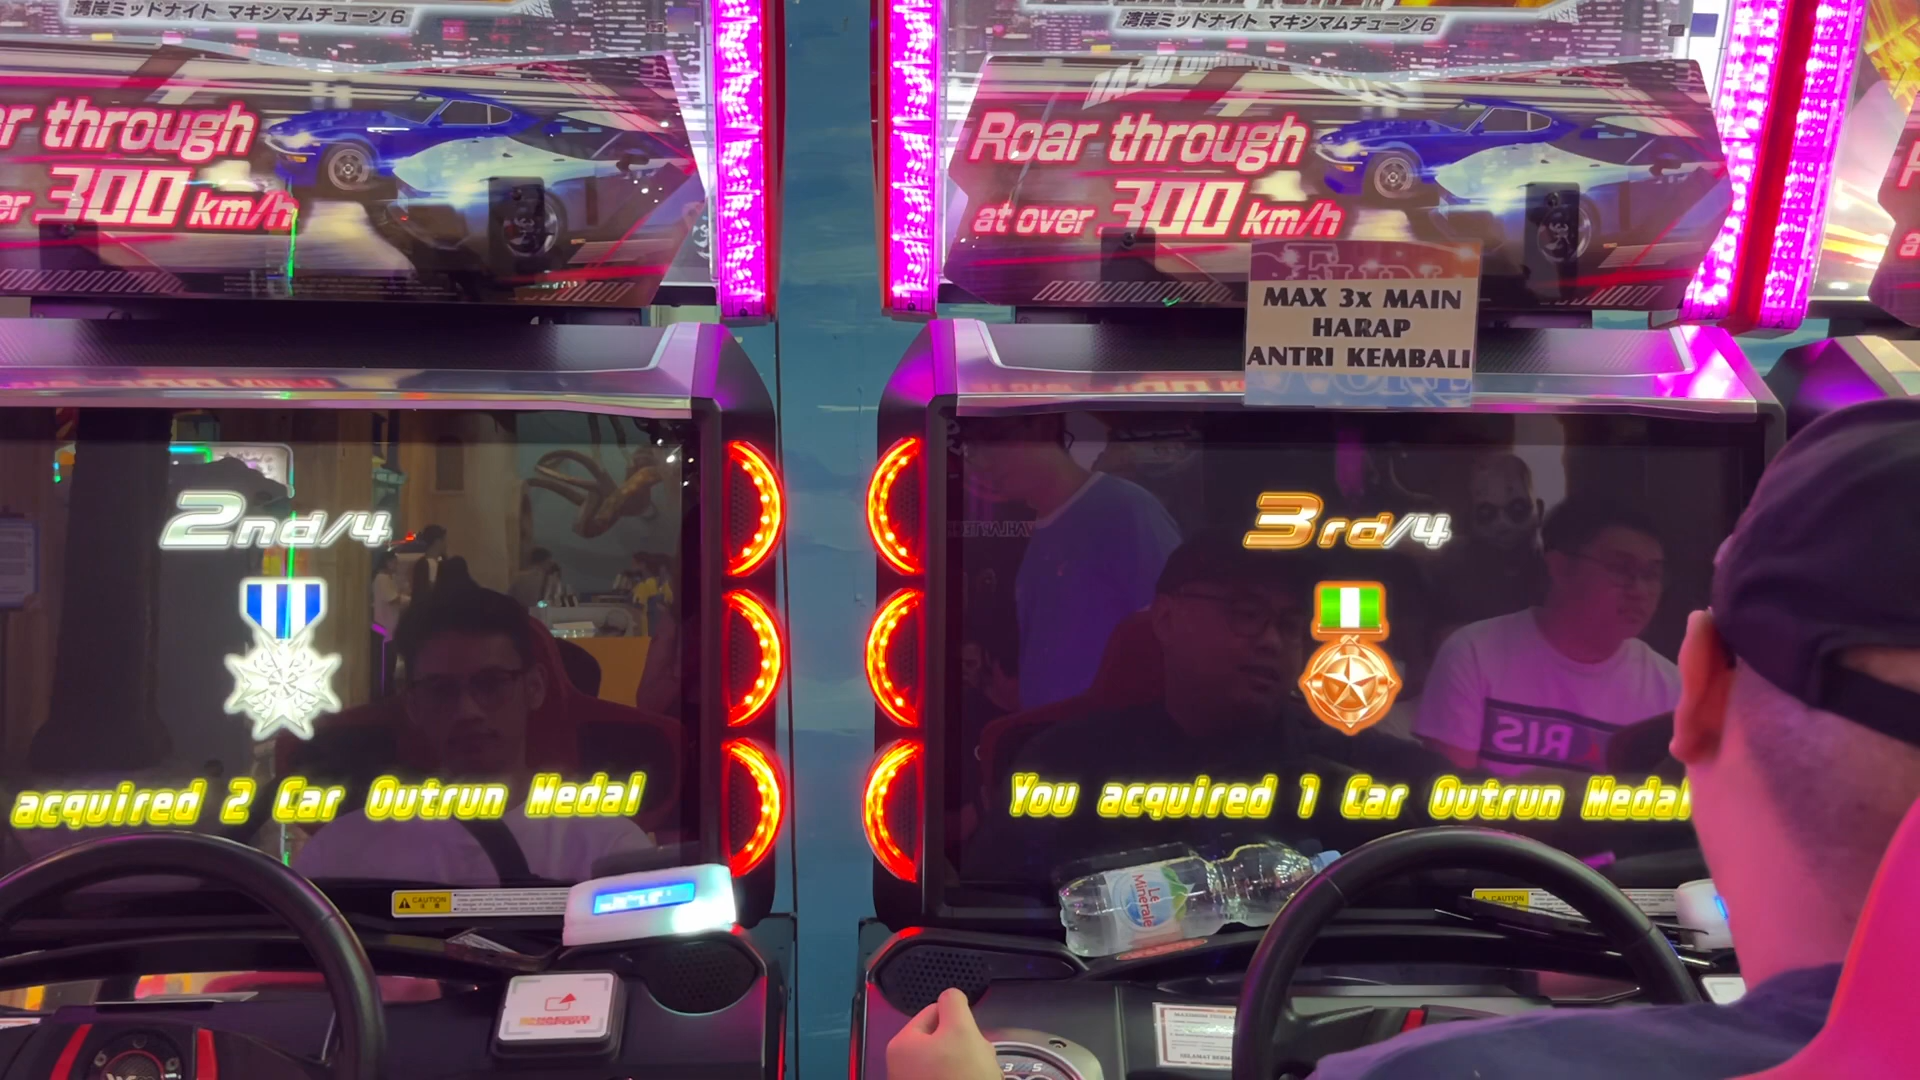 湾岸ミッドナイト マキシマムチューン6
r through
er 300 km/h
2nd/4
acquired 2 Car Outrun Medal
CAUTION
湾岸ミッドナイト マキシマムチューン6
Roar through
at over 300 km/h
MAX 3x MAIN
HARAP
ANTRI KEMBALI
3rd/4
You acquired 1 Car Outrun Medal
Le
Minerale
CAUTION
PASSPORT